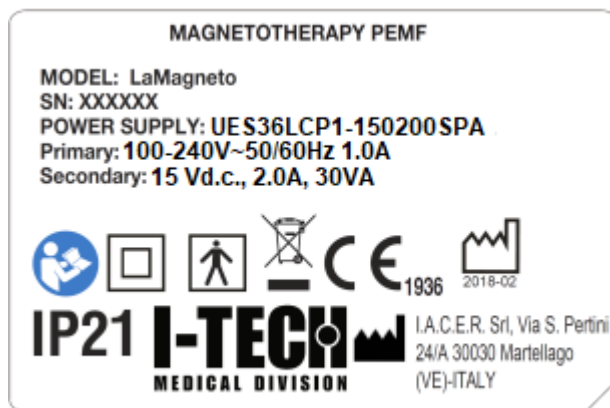 MAGNETOTHERAPY PEMF
MODEL: LaMagneto
SN: XXXXXX
POWER SUPPLY: UES36LCP1-150200SPA
Primary: 100-240V~50/60Hz 1.0A
Secondary: 15 Vd.c., 2.0A, 30VA
CE 1936
2018-02
IP21
I-TECH
MEDICAL DIVISION
I.A.C.E.R. Srl, Via S. Pertini
24/A 30030 Martellago
(VE)-ITALY